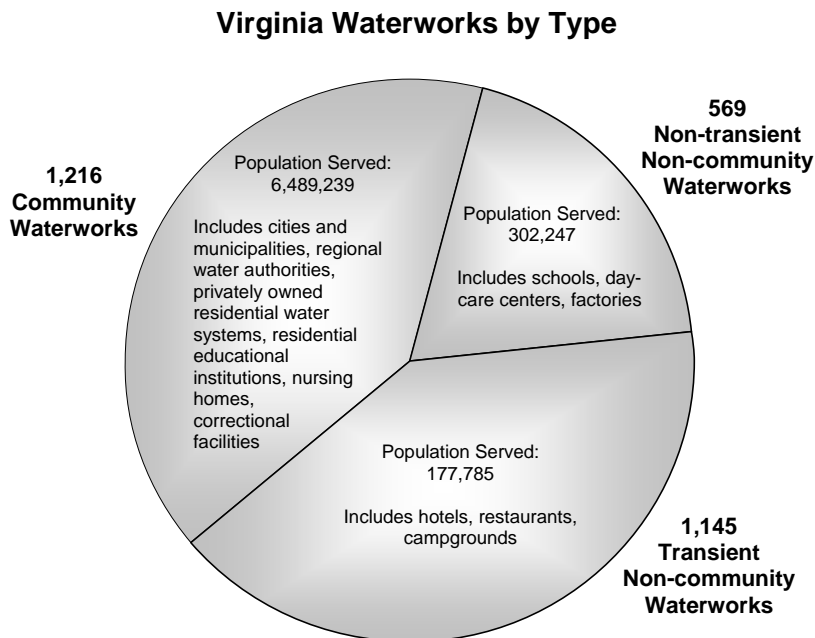 Virginia Waterworks by Type
1,216
Community
Waterworks
Population Served:
6,489,239
Includes cities and
municipalities, regional
water authorities,
privately owned
residential water
systems, residential
educational
institutions, nursing
homes,
correctional
facilities
569
Non-transient
Non-community
Waterworks
Population Served:
302,247
Includes schools, day-
care centers, factories
Population Served:
177,785
Includes hotels, restaurants,
campgrounds
1,145
Transient
Non-community
Waterworks